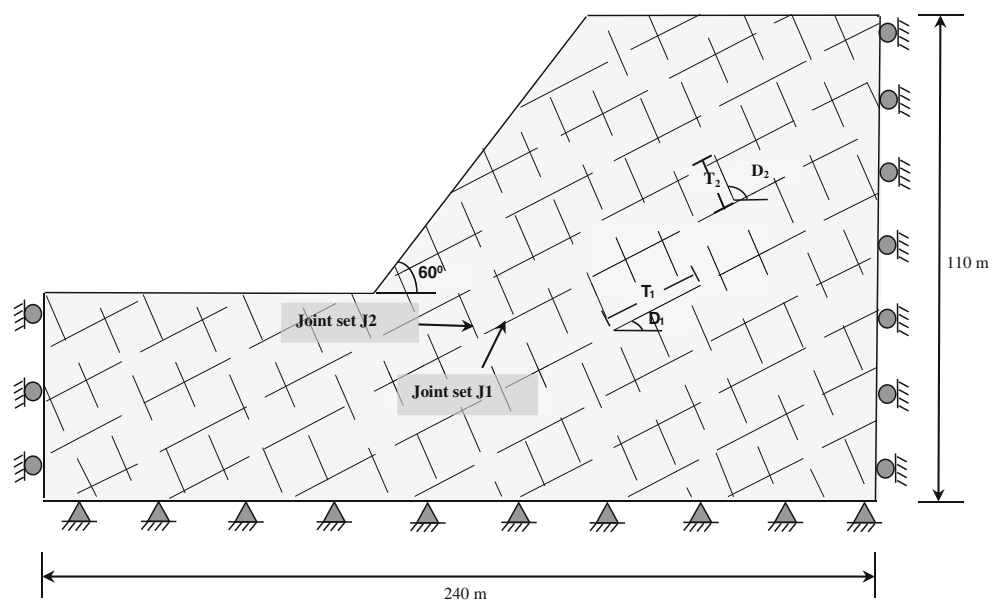 T₂
D₂
60⁰
110 m
T₁
D₁
Joint set J2
Joint set J1
240 m